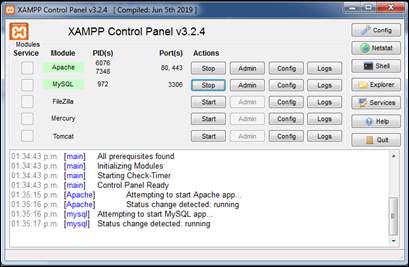 XAMPP Control Panel v3.2.4 [ Compiled: Jun 5th 2019 ]
XAMPP Control Panel v3.2.4
Config
Modules
Service Module PID(s) Port(s) Actions
Netstat
Apache 6076 7348 80, 443 Stop Admin Config Logs
Shell
MySQL 972 3306 Stop Admin Config Logs
Explorer
FileZilla Start Admin Config Logs
Services
Mercury Start Admin Config Logs
Help
Tomcat Start Admin Config Logs
Quit
01:34:43 p.m. [main] All prerequisites found
01:34:43 p.m. [main] Initializing Modules
01:34:43 p.m. [main] Starting Check-Timer
01:34:43 p.m. [main] Control Panel Ready
01:35:15 p.m. [Apache] Attempting to start Apache app...
01:35:16 p.m. [Apache] Status change detected: running
01:35:16 p.m. [mysql] Attempting to start MySQL app...
01:35:17 p.m. [mysql] Status change detected: running